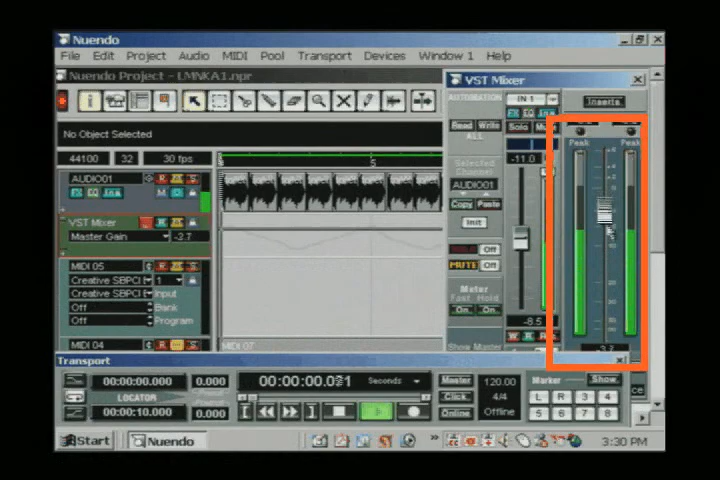 Nuendo
File Edit Project Audio MIDI Pool Transport Devices Window 1 Help
Nuendo Project - LMNKA1.npr
VST Mixer
No Object Selected
44100 32 30 fps
AUDIO01
VST Mixer
Master Gain -2.7
MIDI 05
Creative SBPCI 1
Creative SBPCI Input
Off Bank
Off Program
MIDI 04
MIDI 07
AUTOMATION
Read Write
ALL
Selected
Channel
AUDIO01
Copy Paste
Init
Off
MUTE Off
Meter
Fast Hold
On On
Show Master
IN 1
Inserts
Solo
-11.0
-8.5
Peak Peak
Transport
00:00:00.000 0.000
LOCATOR
00:00:10.000 0.000
Seconds
Master 120.00
Click 4/4
Online Offline
Marker Show
L R 3 4
5 6 7 8
Start Nuendo 3:30 PM